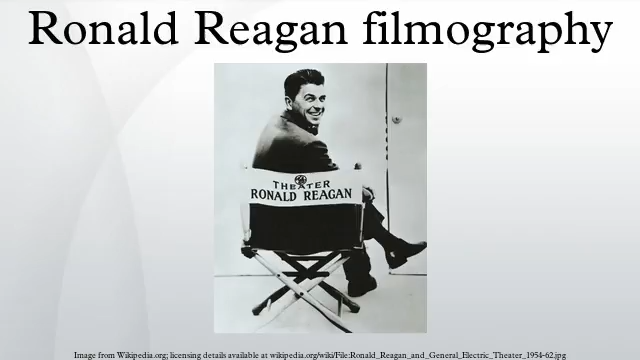 Ronald Reagan filmography
THEATER
RONALD REAGAN
Image from Wikipedia.org; licensing details available at wikipedia.org/wiki/File:Ronald_Reagan_and_General_Electric_Theater_1954-62.jpg